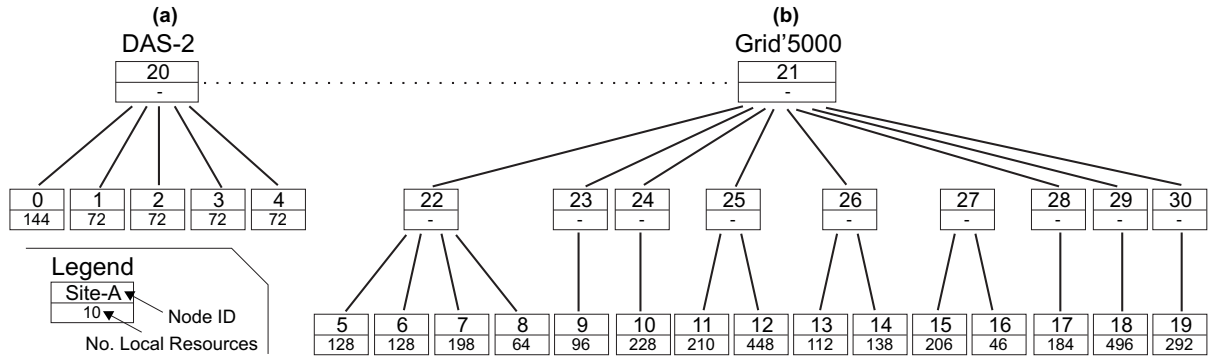 (a) (b)
DAS-2 Grid'5000
20 21
- -
0 1 2 3 4 22 23 24 25 26 27 28 29 30
144 72 72 72 72 - - - - - - - - -
Legend
Site-A
10
Node ID
No. Local Resources
5 6 7 8 9 10 11 12 13 14 15 16 17 18 19
128 128 198 64 96 228 210 448 112 138 206 46 184 496 292